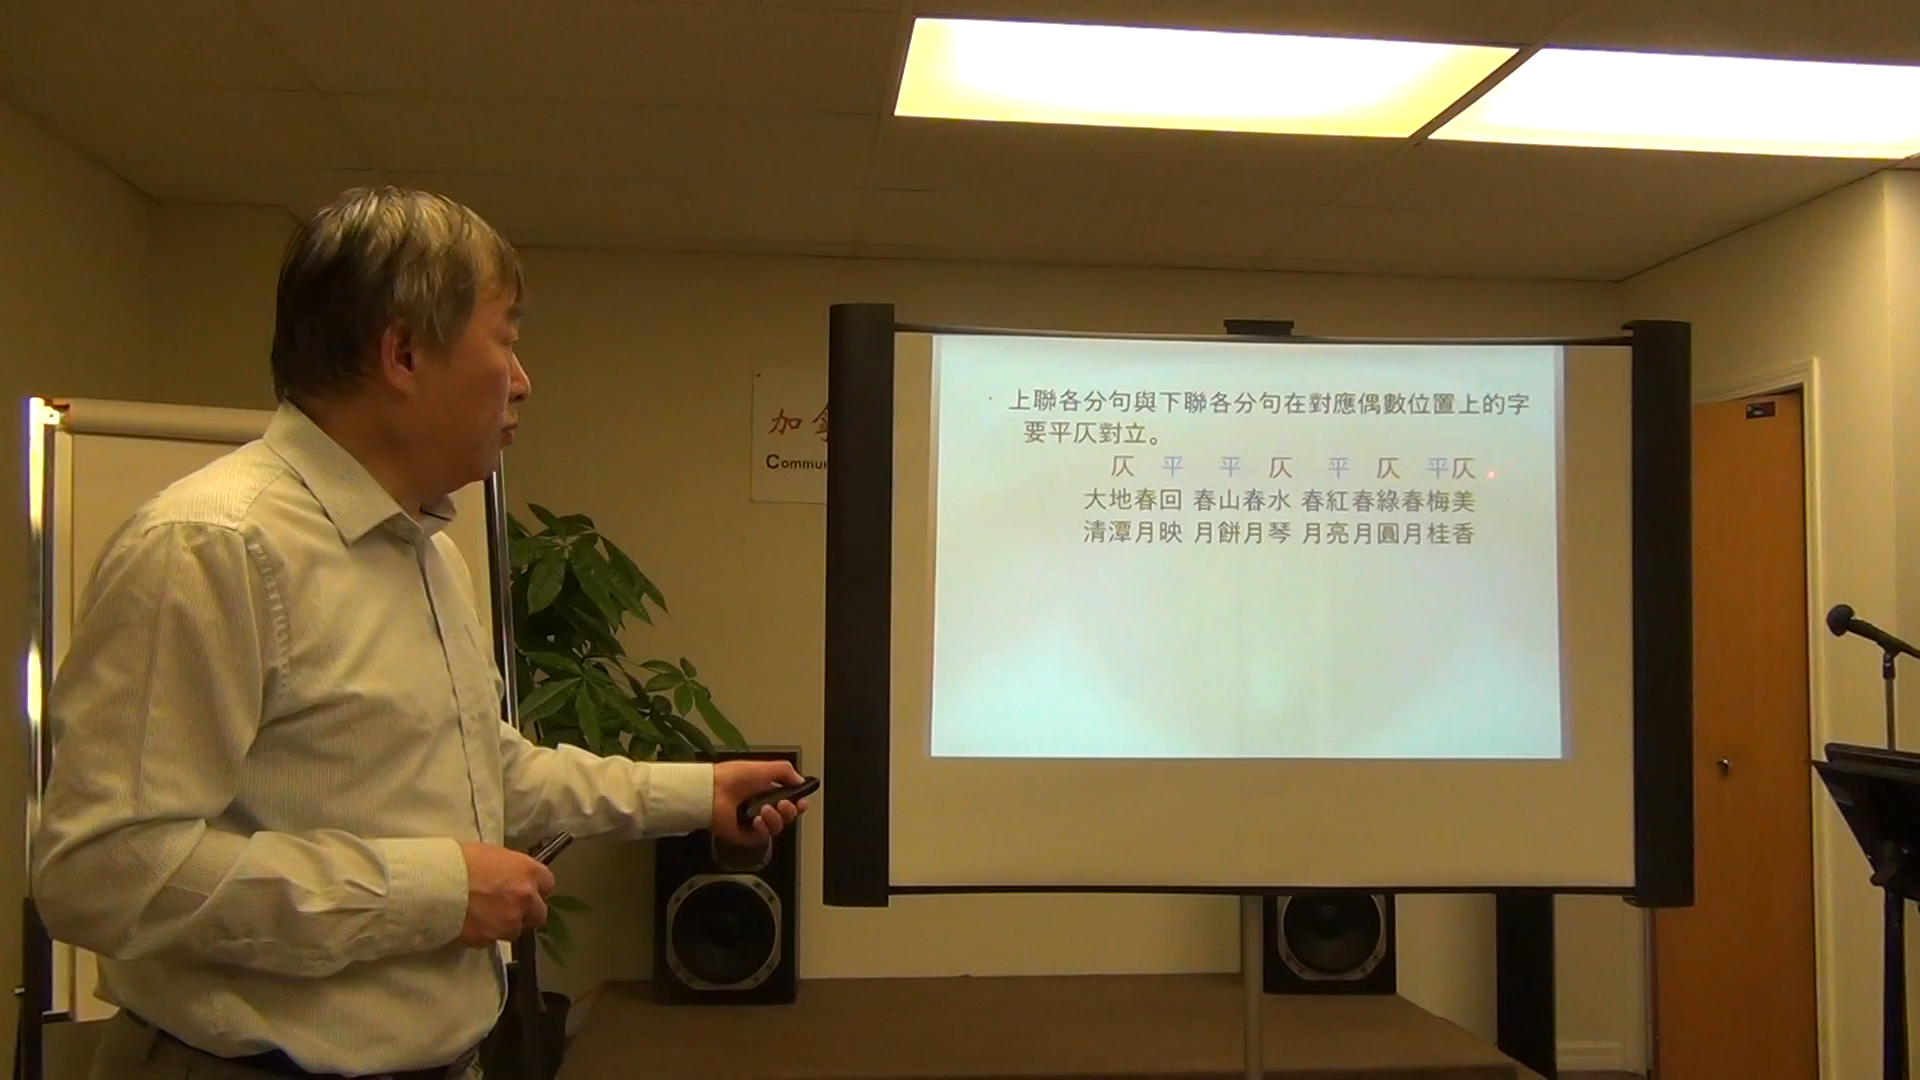 加拿
Commu
上聯各分句與下聯各分句在對應偶數位置上的字
要平仄對立。
仄 平 平 仄 平 仄 平仄
大地春回 春山春水 春紅春綠春梅美
清潭月映 月餅月琴 月亮月圓月桂香